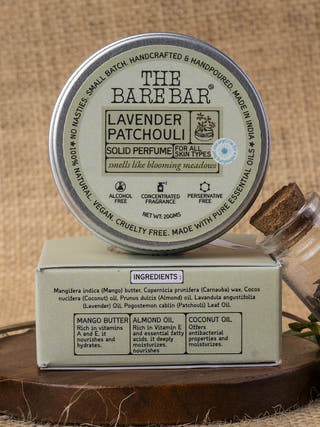 ★ 100% NATURAL. VEGAN. CRUELTY FREE. MADE WITH PURE ESSENTIAL OILS ★ NO NASTIES. SMALL BATCH. HANDCRAFTED & HANDPOURED. MADE IN INDIA
THE
BARE BAR®
LAVENDER
PATCHOULI
SOLID PERFUME FOR ALL SKIN TYPES
smells like blooming meadows
ALCOHOL FREE
CONCENTRATED FRAGRANCE
PERSERVATIVE FREE
NET WT. 20GMS
INGREDIENTS :
Mangifera indica (Mango) butter, Copernicia prunifera (Carnauba) wax, Cocos
nucifera (Coconut) oil, Prunus dulcis (Almond) oil, Lavandula angustifolia
(Lavender) Oil, Pogostemon cablin (Patchouli) Leaf Oil.
MANGO BUTTER
Rich in vitamins
A and E, it
nourishes and
hydrates.
ALMOND OIL
Rich in Vitamin E
and essential fatty
acids, it deeply
moisturizes,
nourishes
COCONUT OIL
Offers
antibacterial
properties and
moisturizes.